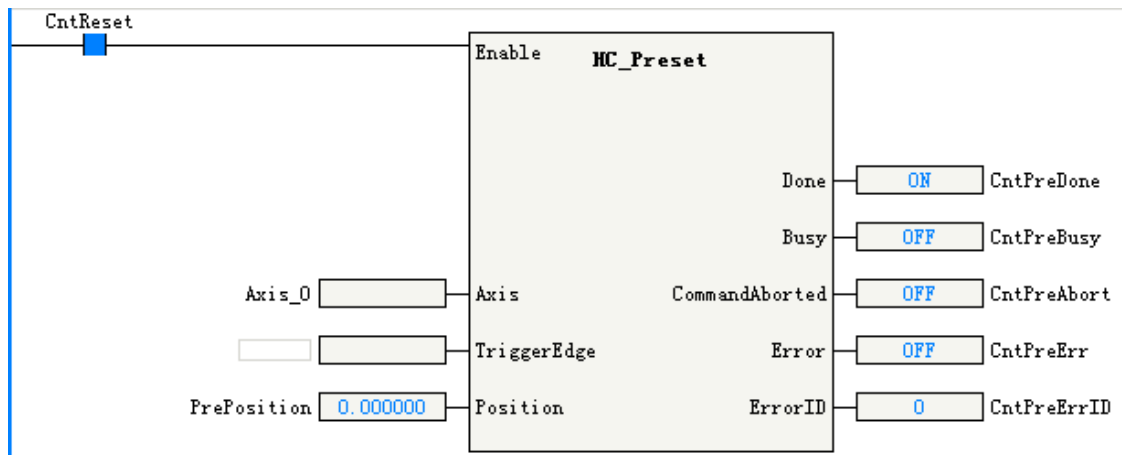 CntReset
Enable HC_Preset
Done ON CntPreDone
Busy OFF CntPreBusy
Axis_0 Axis CommandAborted OFF CntPreAbort
TriggerEdge Error OFF CntPreErr
PrePosition 0.000000 Position ErrorID 0 CntPreErrID